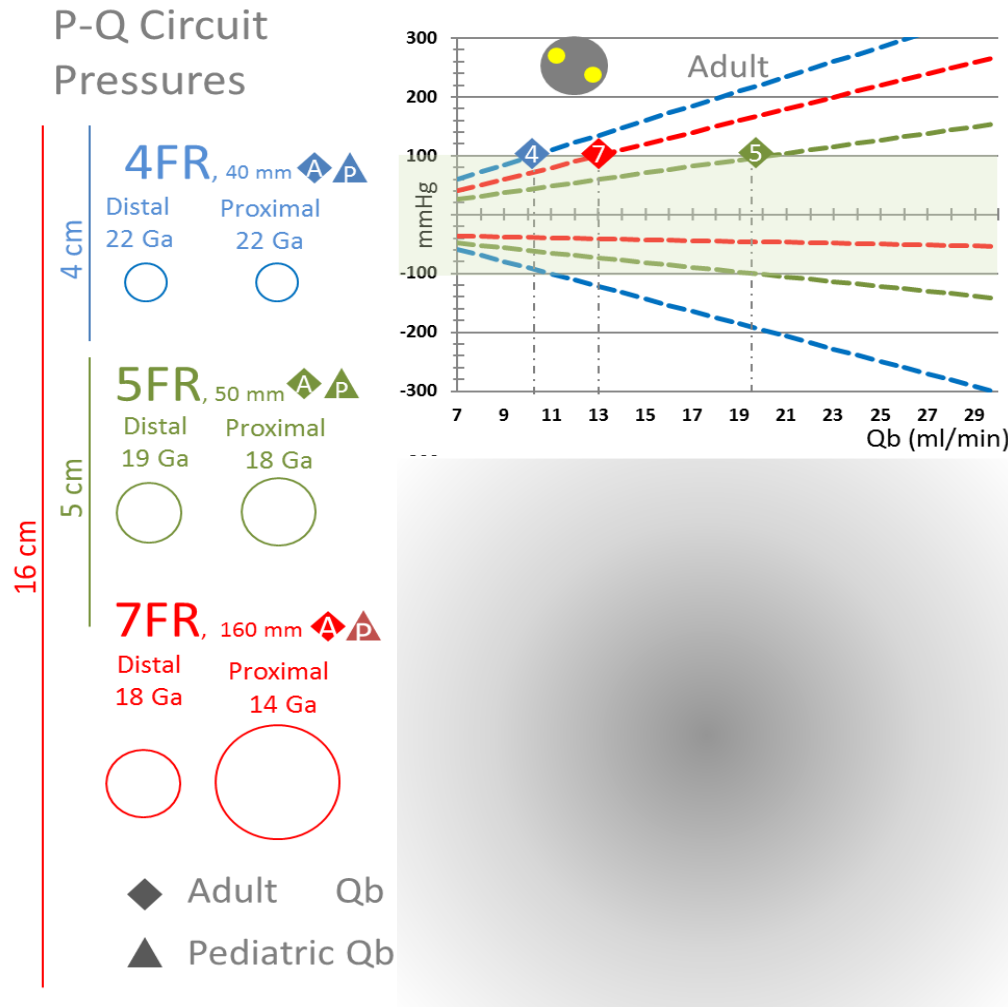 P-Q Circuit
Pressures
4FR, 40 mm A P
Distal Proximal
22 Ga 22 Ga
4 cm
5FR, 50 mm A P
Distal Proximal
19 Ga 18 Ga
5 cm
7FR, 160 mm A P
Distal Proximal
18 Ga 14 Ga
16 cm
Adult Qb
Pediatric Qb
Adult
300
200
100
-100
-200
-300
mmHg
4 7 5
7 9 11 13 15 17 19 21 23 25 27 29
Qb (ml/min)